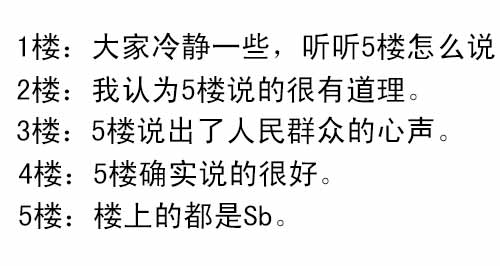 1楼：大家冷静一些，听听5楼怎么说
2楼：我认为5楼说的很有道理。
3楼：5楼说出了人民群众的心声。
4楼：5楼确实说的很好。
5楼：楼上的都是Sb。